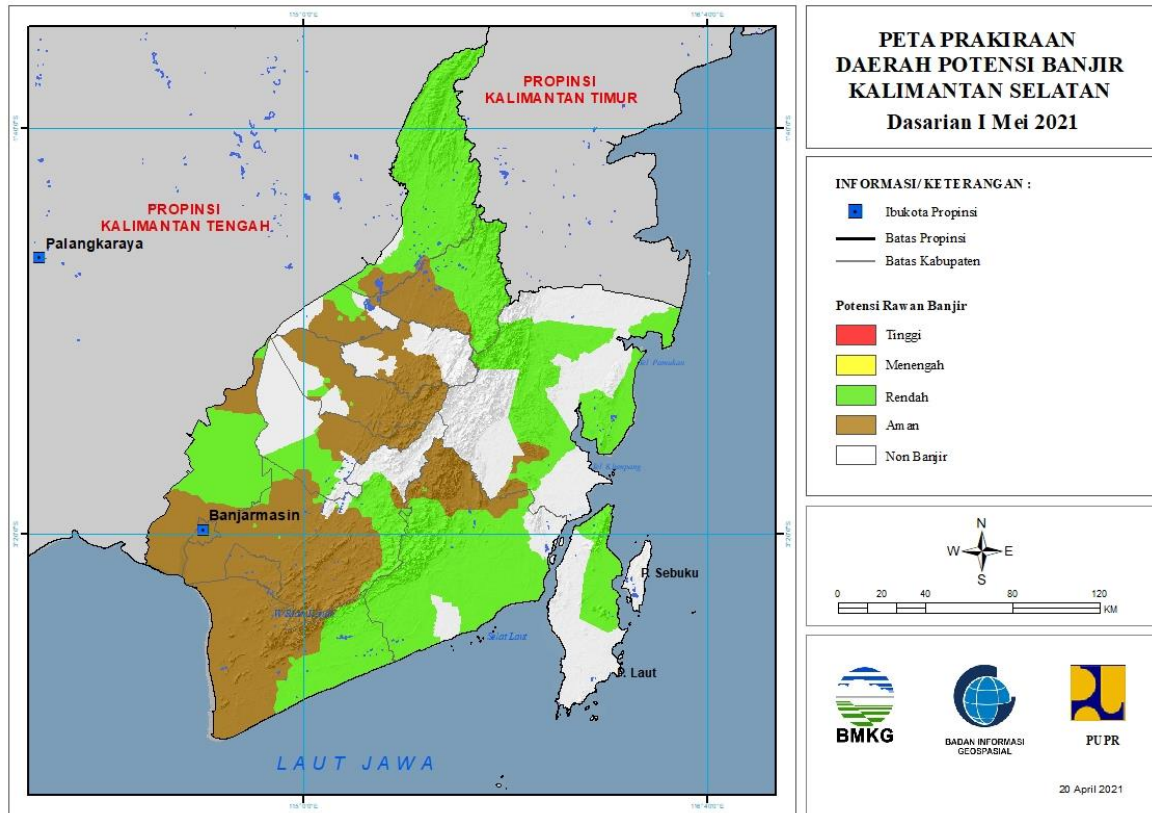 PETA PRAKIRAAN
DAERAH POTENSI BANJIR
KALIMANTAN SELATAN
Dasarian I Mei 2021
INFORMASI/ KETERANGAN :
Ibukota Propinsi
Batas Propinsi
Batas Kabupaten
Potensi Rawan Banjir
Tinggi
Menengah
Rendah
Aman
Non Banjir
N
W E
S
0 20 40 80 120
KM
BMKG
BADAN INFORMASI
GEOSPASIAL
PUPR
20 April 2021
PROPINSI
KALIMANTAN TIMUR
PROPINSI
KALIMANTAN TENGAH
Palangkaraya
Banjarmasin
P. Sebuku
Selat Laut
P. Laut
LAUT JAWA